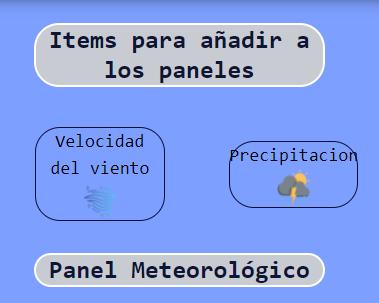 Items para añadir a
los paneles
Velocidad
del viento
Precipitacion
Panel Meteorológico